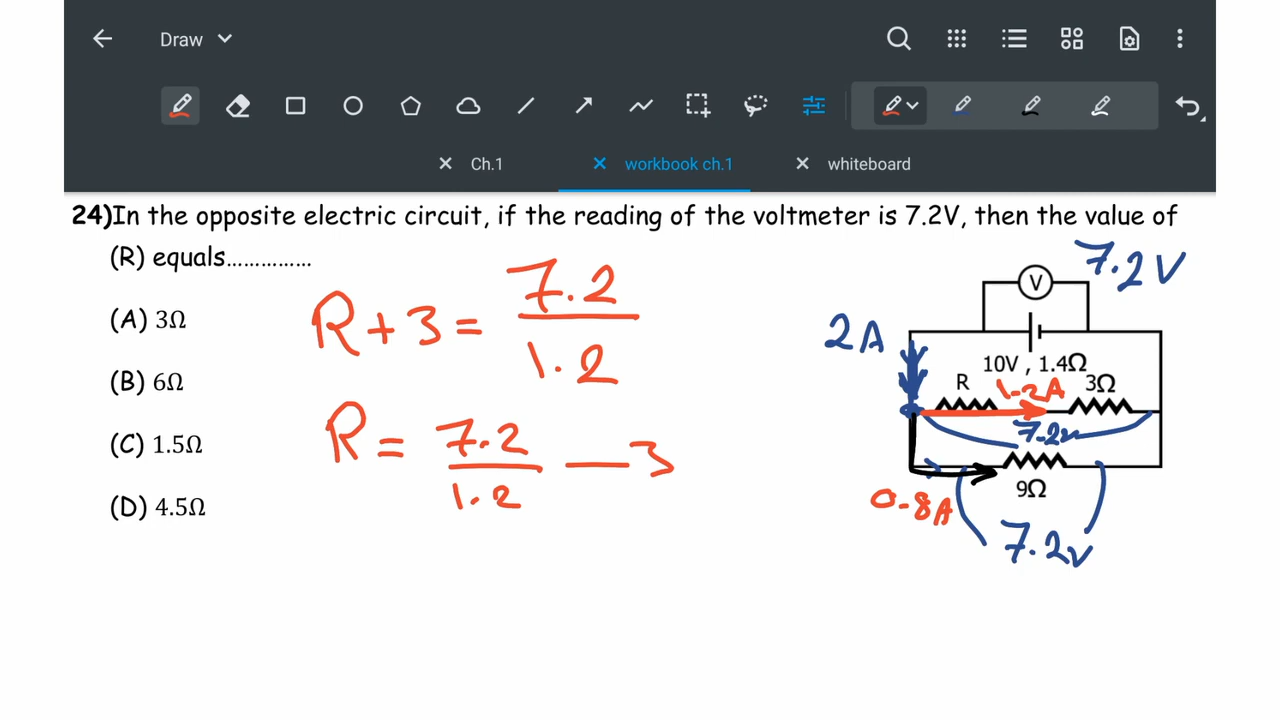 Draw
Ch.1
workbook ch.1
whiteboard
24)In the opposite electric circuit, if the reading of the voltmeter is 7.2V, then the value of
(R) equals……………
(A) 3Ω
(B) 6Ω
(C) 1.5Ω
(D) 4.5Ω
R + 3 = 7.2
1.2
R = 7.2 — 3
1.2
7.2 V
V
2 A
10V , 1.4Ω
R
1.2A
3Ω
7.2v
9Ω
0.8A
7.2v